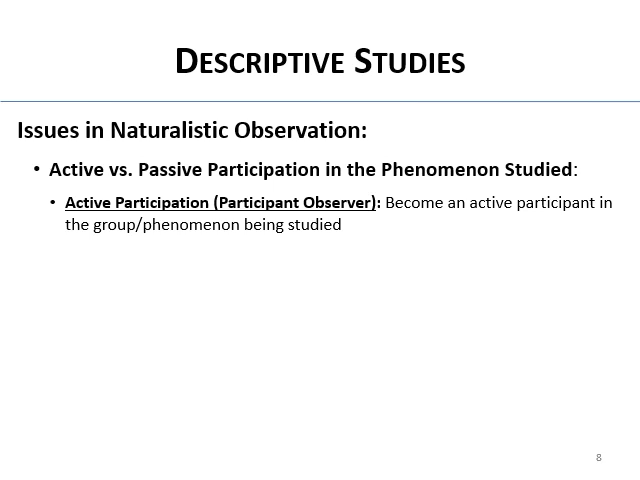 DESCRIPTIVE STUDIES
Issues in Naturalistic Observation:
• Active vs. Passive Participation in the Phenomenon Studied:
• Active Participation (Participant Observer): Become an active participant in
the group/phenomenon being studied
8